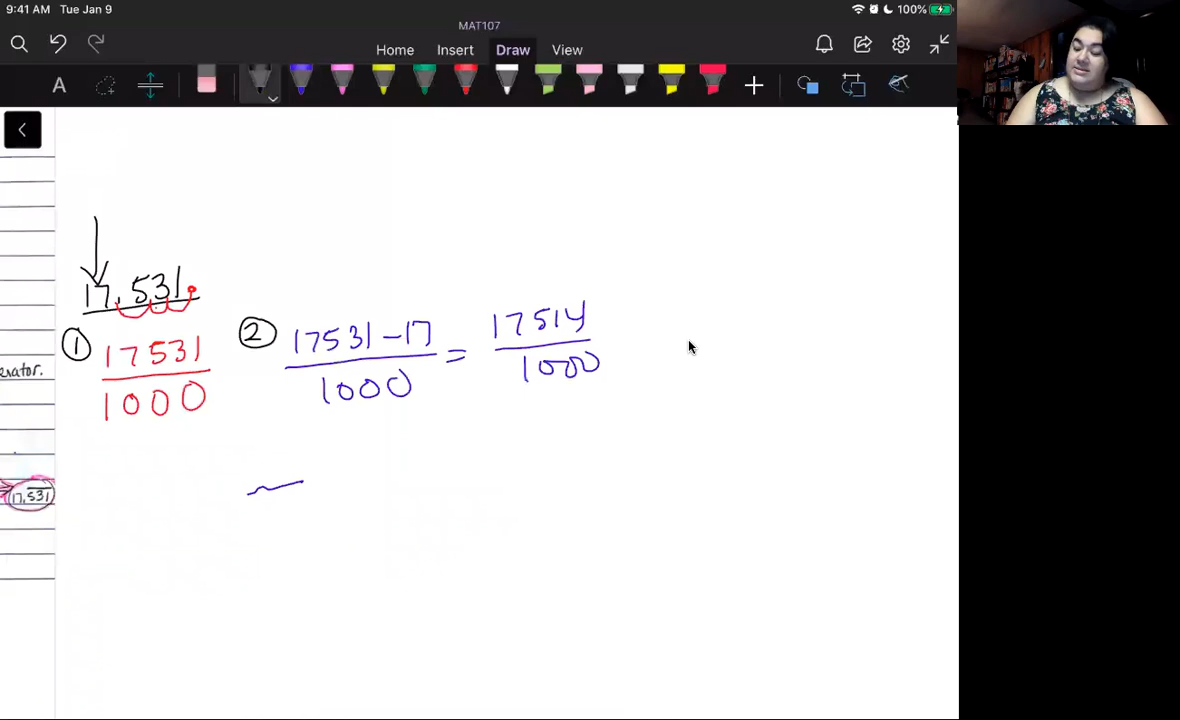 9:41 AM Tue Jan 9
100%
MAT107
Home Insert Draw View
A
17.531.
① 17531/1000
② 17531-17/1000 = 17514/1000
erator.
17.531